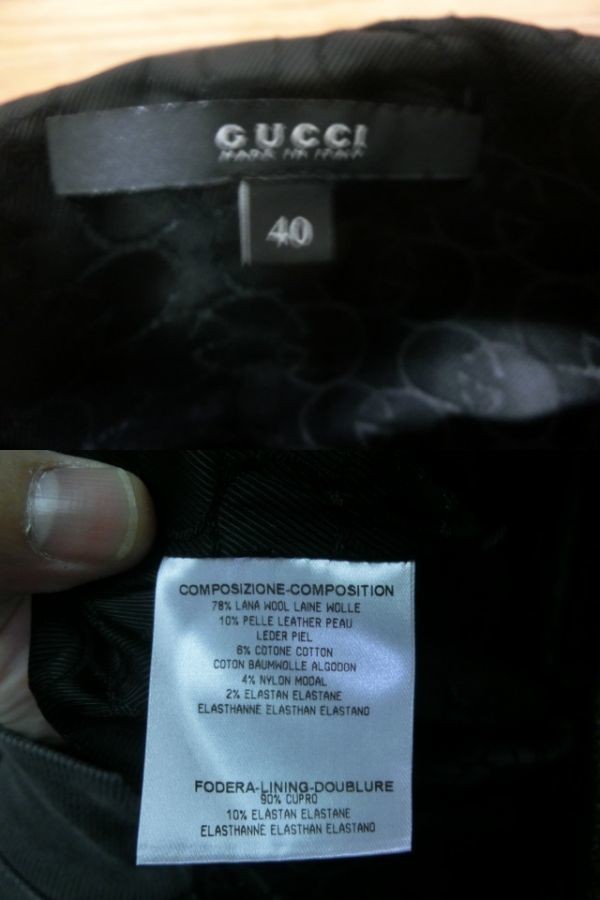 GUCCI
MADE IN ITALY
40
COMPOSIZIONE-COMPOSITION
78% LANA WOOL LAINE WOLLE
10% PELLE LEATHER PEAU
LEDER PIEL
6% COTONE COTTON
COTON BAUMWOLLE ALGODON
4% NYLON MODAL
2% ELASTAN ELASTANE
ELASTHANNE ELASTHAN ELASTANO
FODERA-LINING-DOUBLURE
90% CUPRO
10% ELASTAN ELASTANE
ELASTHANNE ELASTHAN ELASTANO